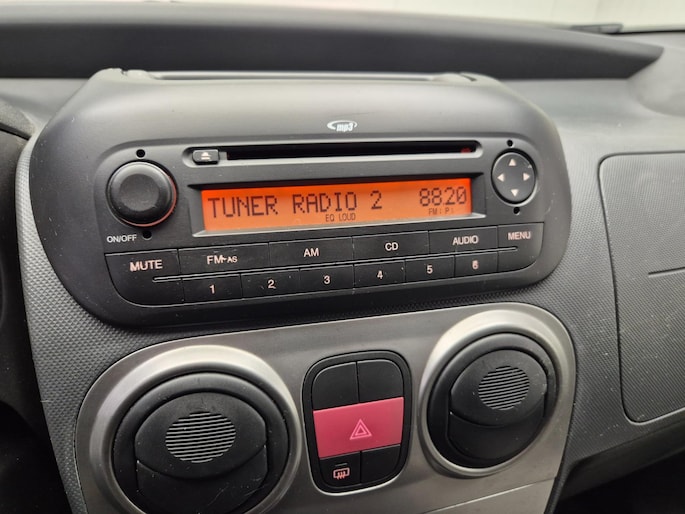 mp3
TUNER RADIO 2 8820
EQ LOUD FM : P :
ON/OFF
MUTE FM-AS AM CD AUDIO MENU
1 2 3 4 5 6